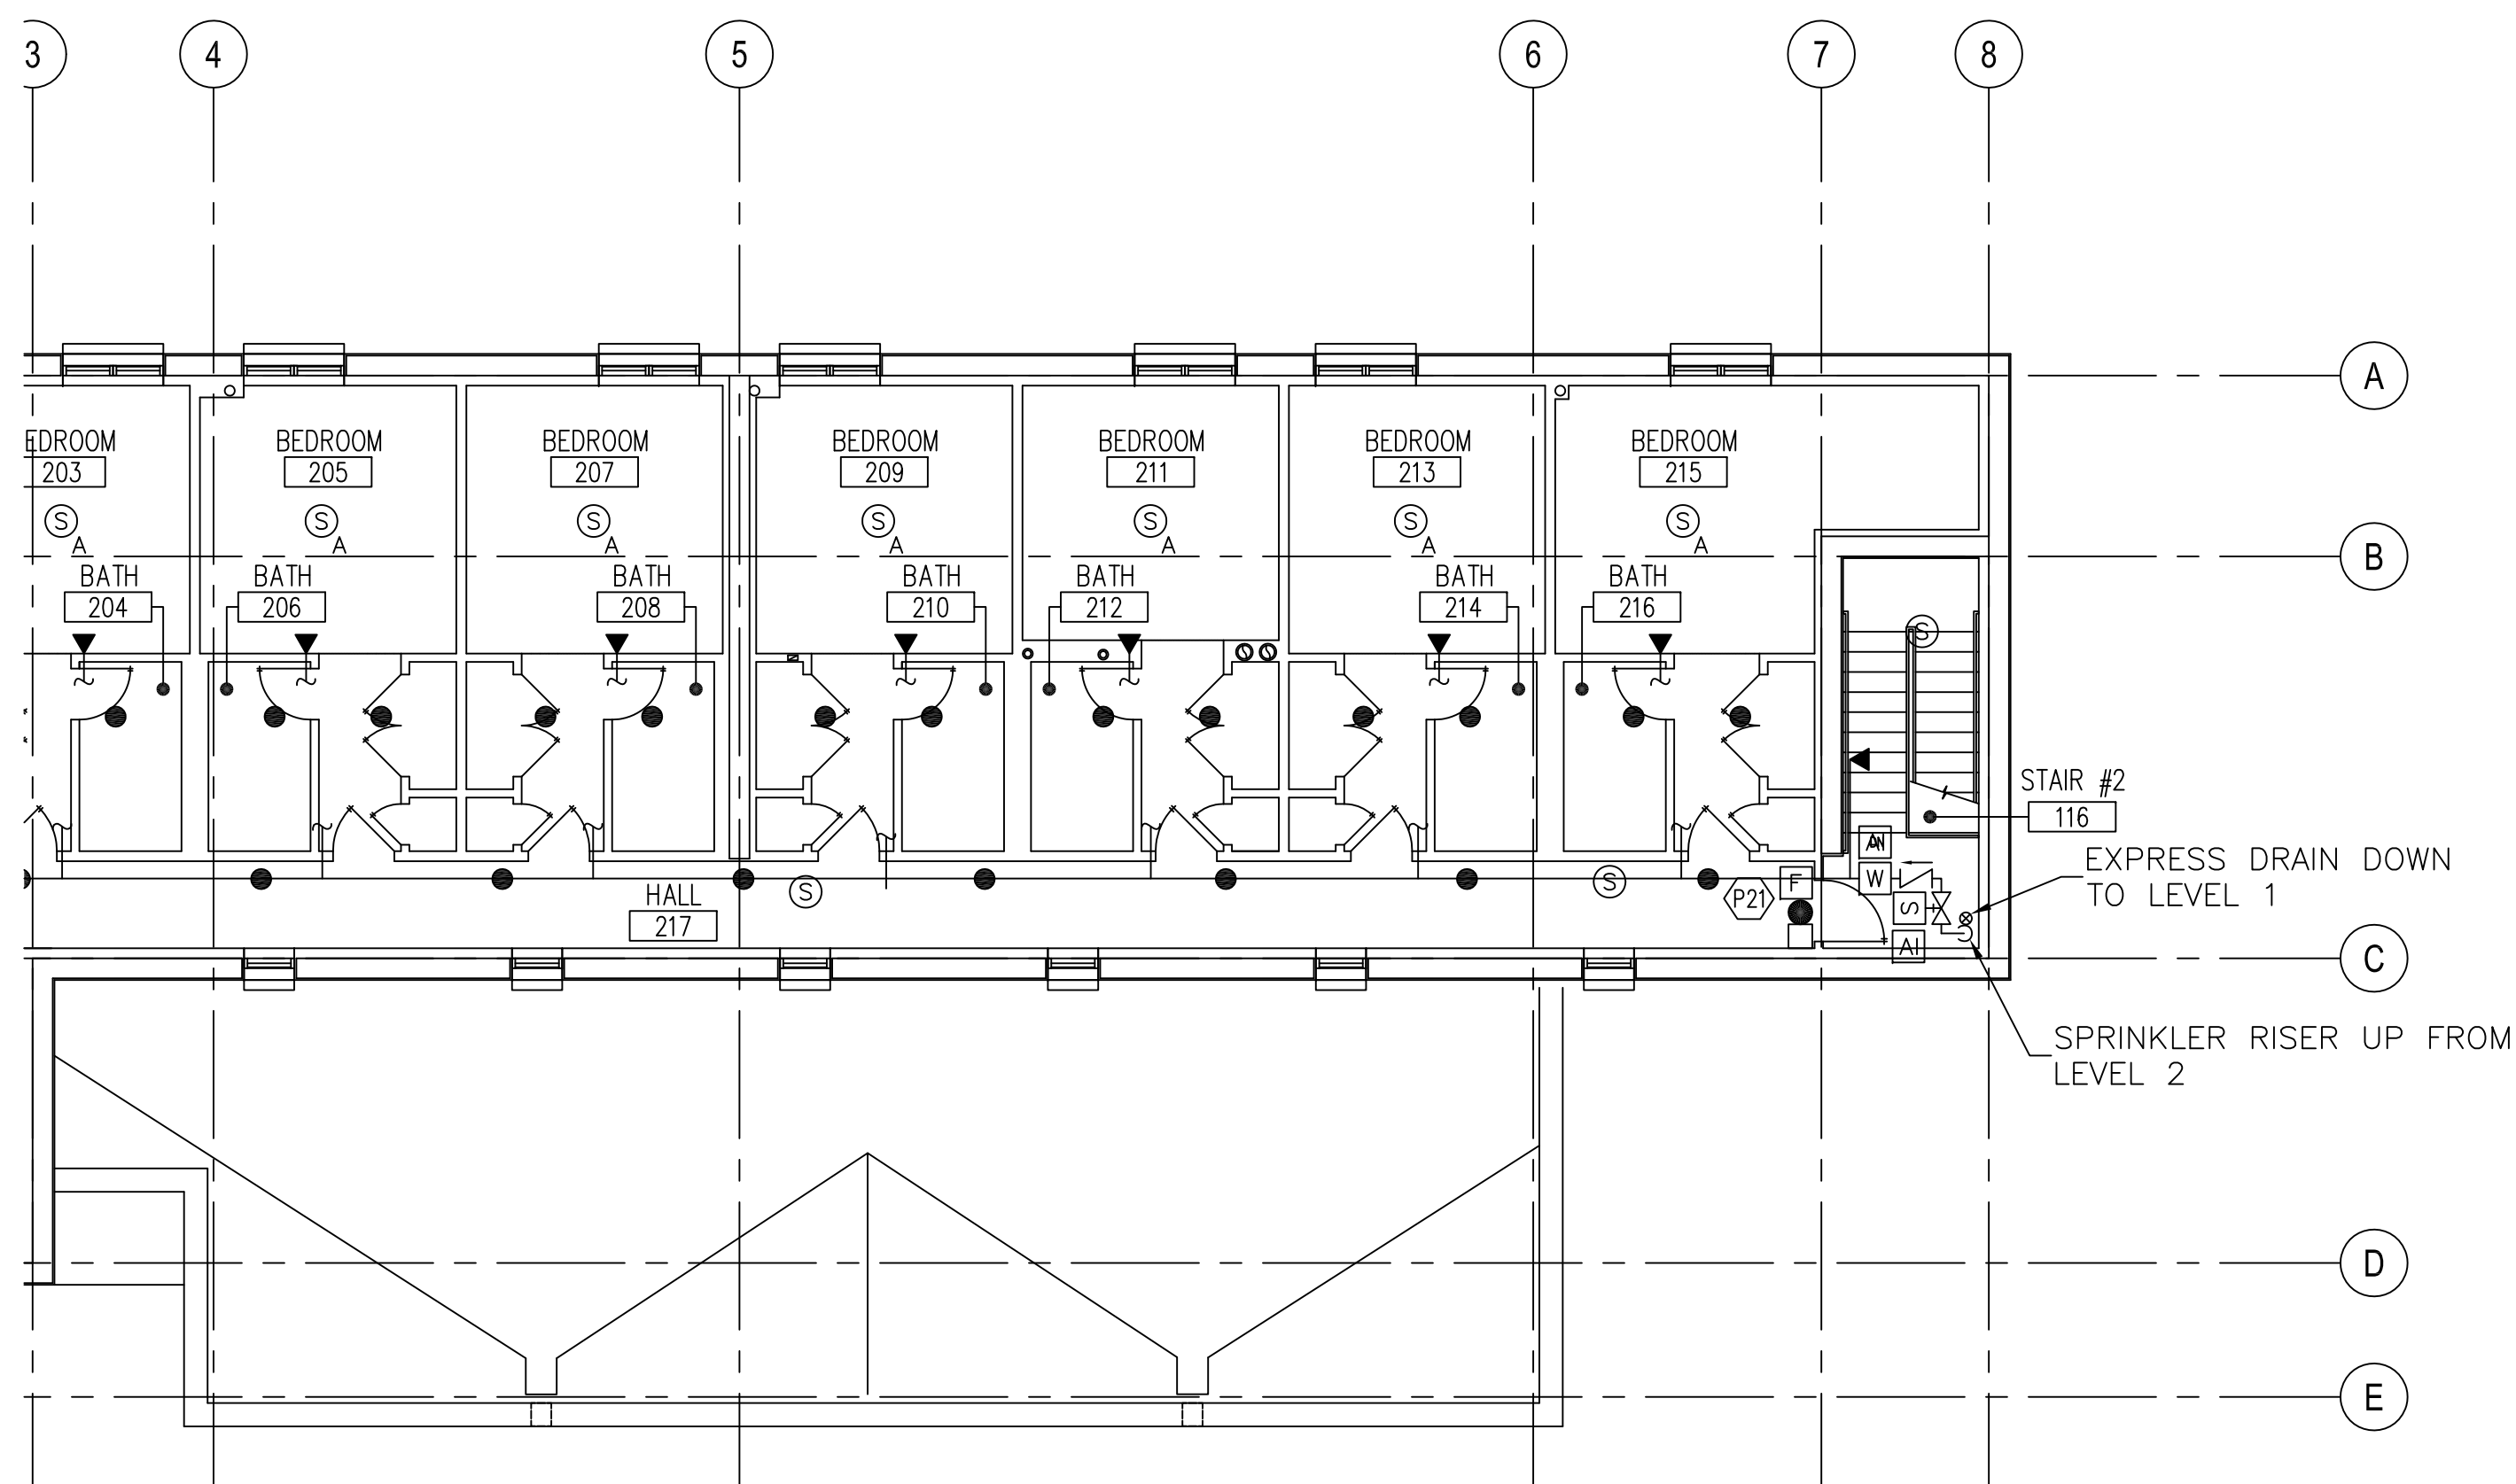 3 4 5 6 7 8
A
BEDROOM BEDROOM BEDROOM BEDROOM BEDROOM BEDROOM
203 205 207 209 211 213 215
S S S S S S S
A A A A A A A
B
BATH BATH BATH BATH BATH BATH BATH
204 206 208 210 212 214 216
S
STAIR #2
116
DN
EXPRESS DRAIN DOWN
TO LEVEL 1
HALL
217
S S
P21
F
W
S
AI
C
SPRINKLER RISER UP FROM
LEVEL 2
D
E